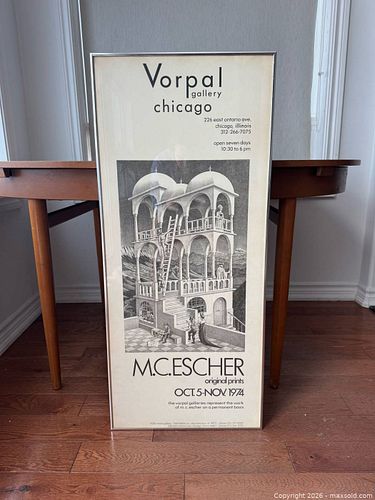 Vorpal
gallery
chicago
226 east ontario ave.
chicago, illinois
312-266-7075
open seven days
10:30 to 6 pm
M.C.ESCHER
original prints
OCT. 5-NOV. 1974
the vorpal galleries represent the work
of m. c. escher on a permanent basis
Copyright 2026 - maxsold.com